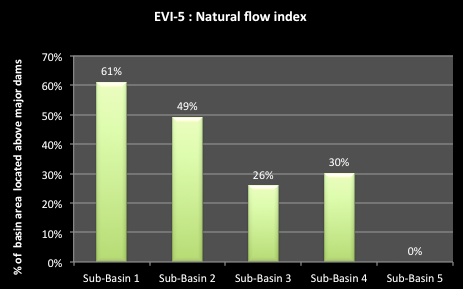 EVI-5 : Natural flow index
% of basin area located above major dams
70%
60%
50%
40%
30%
20%
10%
0%
61%
49%
26%
30%
0%
Sub-Basin 1
Sub-Basin 2
Sub-Basin 3
Sub-Basin 4
Sub-Basin 5